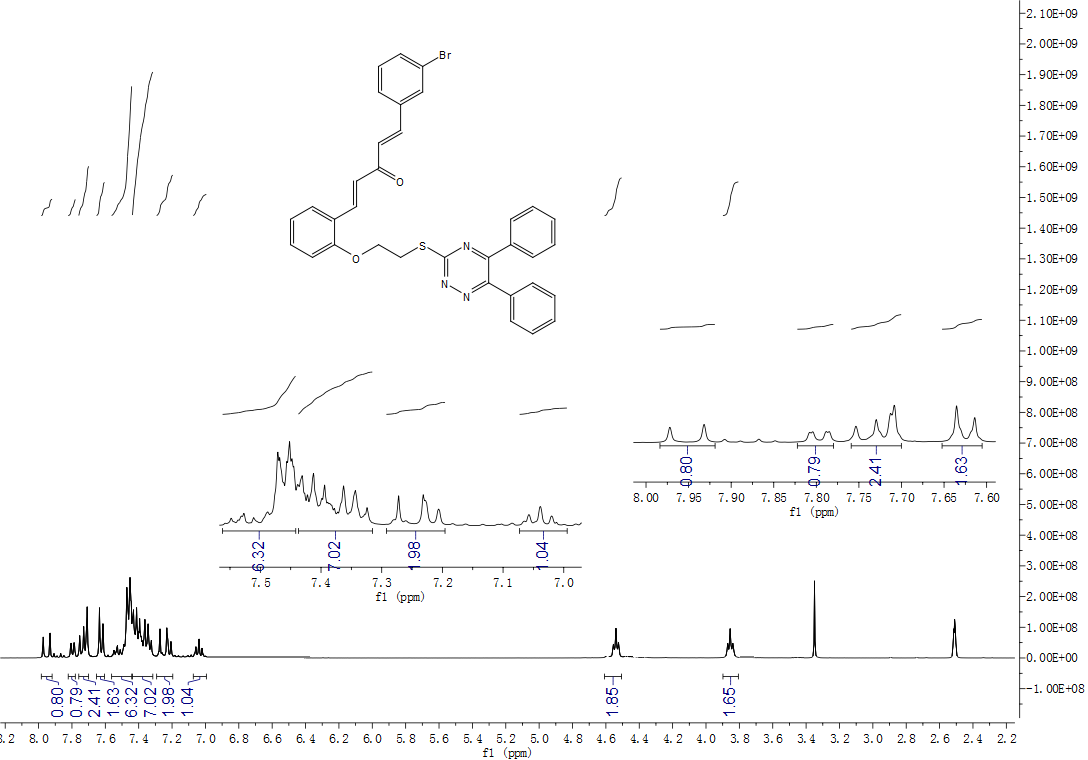 2.10E+09
2.00E+09
1.90E+09
1.80E+09
1.70E+09
1.60E+09
1.50E+09
1.40E+09
1.30E+09
1.20E+09
1.10E+09
1.00E+09
9.00E+08
8.00E+08
7.00E+08
6.00E+08
5.00E+08
4.00E+08
3.00E+08
2.00E+08
1.00E+08
0.00E+00
-1.00E+08
Br
O
O
S
N
N
N
0.80
0.79
2.41
1.63
8.00 7.95 7.90 7.85 7.80 7.75 7.70 7.65 7.60
f1 (ppm)
6.32
7.02
1.98
1.04
7.5 7.4 7.3 7.2 7.1 7.0
f1 (ppm)
0.80
0.79
2.41
1.63
6.32
7.02
1.98
1.04
1.85
1.65
8.2 8.0 7.8 7.6 7.4 7.2 7.0 6.8 6.6 6.4 6.2 6.0 5.8 5.6 5.4 5.2 5.0 4.8 4.6 4.4 4.2 4.0 3.8 3.6 3.4 3.2 3.0 2.8 2.6 2.4 2.2
f1 (ppm)